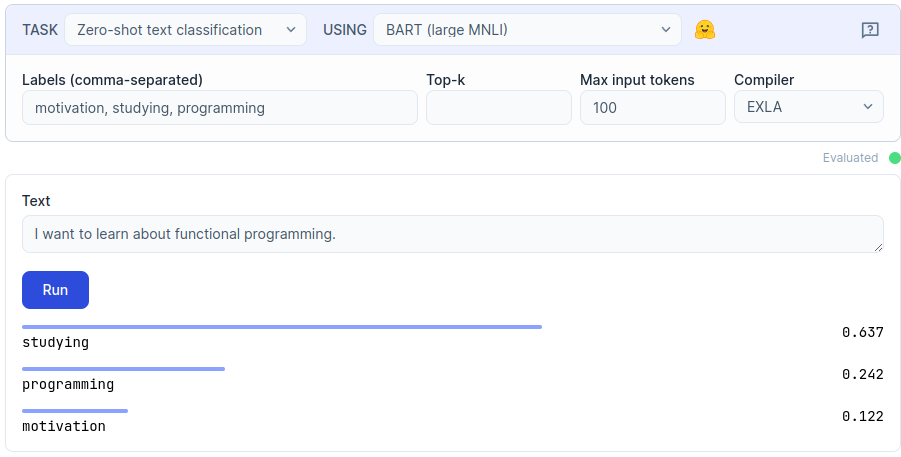 TASK Zero-shot text classification USING BART (large MNLI)
Labels (comma-separated) Top-k Max input tokens Compiler
motivation, studying, programming 100 EXLA
Evaluated
Text
I want to learn about functional programming.
Run
studying 0.637
programming 0.242
motivation 0.122